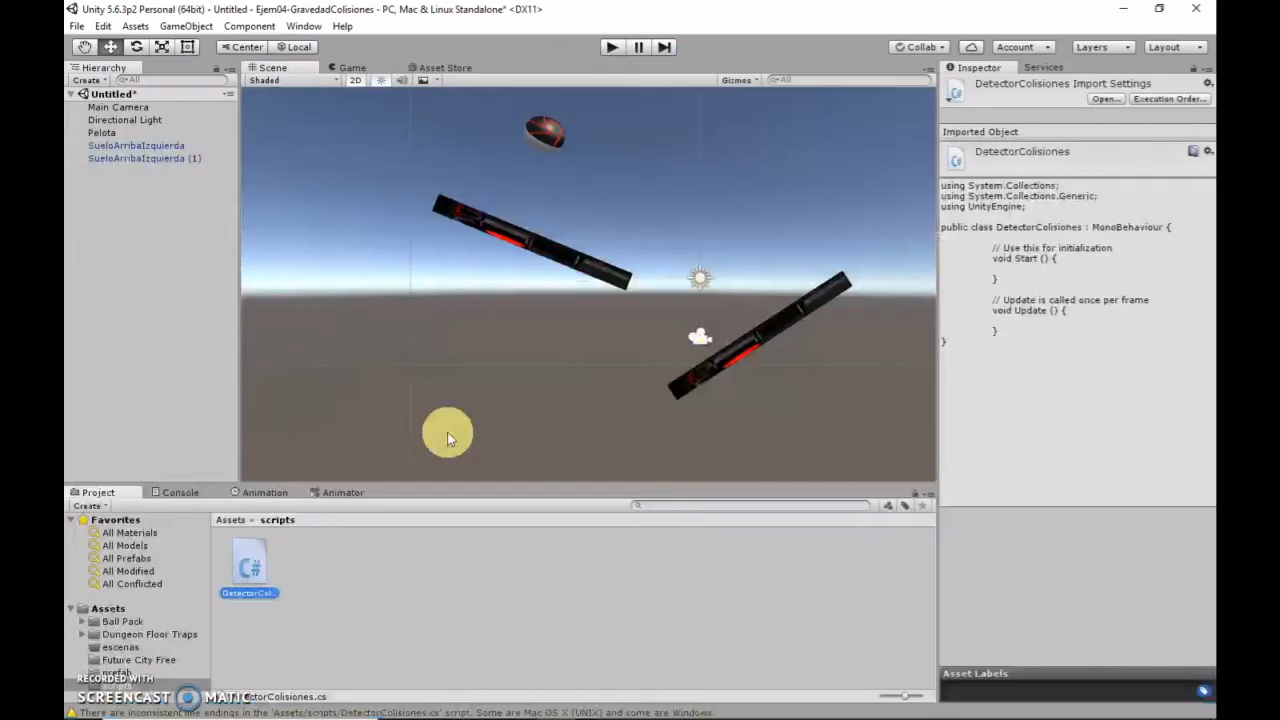 Unity 5.6.3p2 Personal (64bit) - Untitled - Ejem04-GravedadColisiones - PC, Mac & Linux Standalone* <DX11>
File Edit Assets GameObject Component Window Help
Center Local Collab Account Layers Layout
Hierarchy Scene Game Asset Store Inspector Services
Create All Shaded 2D Gizmos All
Untitled*
Main Camera
Directional Light
Pelota
SueloArribaIzquierda
SueloArribaIzquierda (1)
DetectorColisiones Import Settings
Open... Execution Order...
Imported Object
DetectorColisiones
using System.Collections;
using System.Collections.Generic;
using UnityEngine;
public class DetectorColisiones : MonoBehaviour {
// Use this for initialization
void Start () {
}
// Update is called once per frame
void Update () {
}
}
Project Console Animation Animator
Create
Favorites
All Materials
All Models
All Prefabs
All Modified
All Conflicted
Assets
Ball Pack
Dungeon Floor Traps
escenas
Future City Free
Assets scripts
C#
DetectorCol...
Asset Labels
RECORDED WITH
SCREENCAST MATIC
ectorColisiones.cs
There are inconsistent line endings in the 'Assets/scripts/DetectorColisiones.cs' script. Some are Mac OS X (UNIX) and some are Windows.